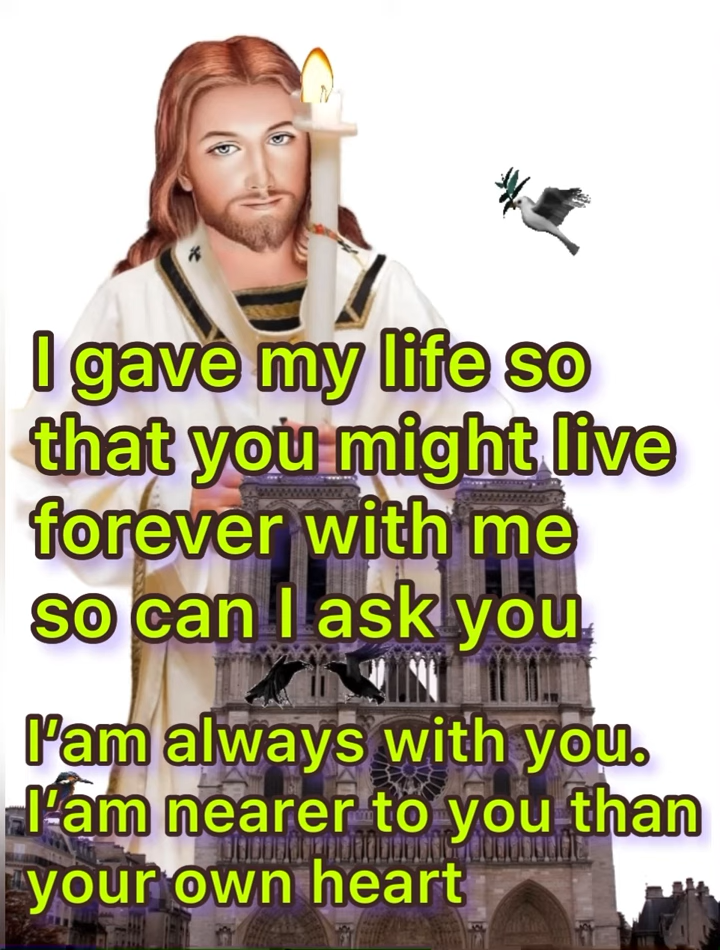 I gave my life so
that you might live
forever with me
so can I ask you
I’am always with you.
I’am nearer to you than
your own heart